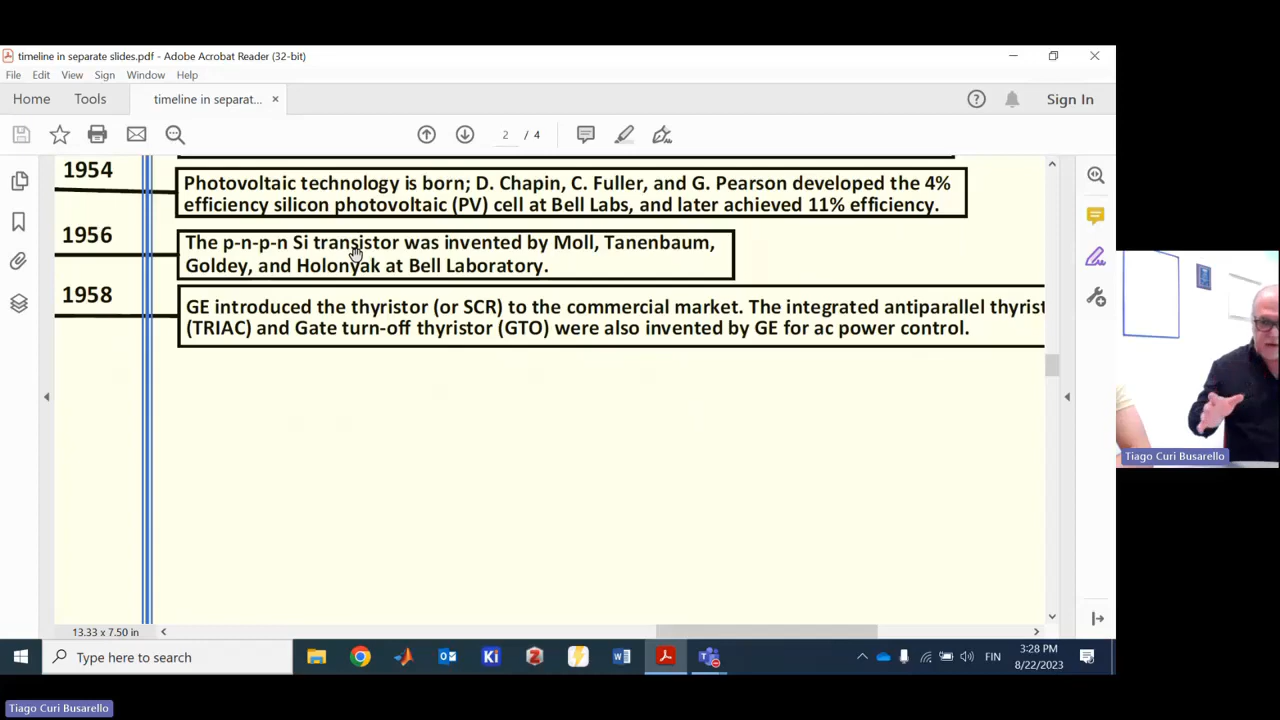 timeline in separate slides.pdf - Adobe Acrobat Reader (32-bit)
File Edit View Sign Window Help
Home Tools timeline in separat... × Sign In
2 / 4
1954
Photovoltaic technology is born; D. Chapin, C. Fuller, and G. Pearson developed the 4%
efficiency silicon photovoltaic (PV) cell at Bell Labs, and later achieved 11% efficiency.
1956
The p-n-p-n Si transistor was invented by Moll, Tanenbaum,
Goldey, and Holonyak at Bell Laboratory.
1958
GE introduced the thyristor (or SCR) to the commercial market. The integrated antiparallel thyrist
(TRIAC) and Gate turn-off thyristor (GTO) were also invented by GE for ac power control.
Tiago Curi Busarello
13.33 x 7.50 in
Type here to search
Ki
FIN
3:28 PM
8/22/2023
Tiago Curi Busarello